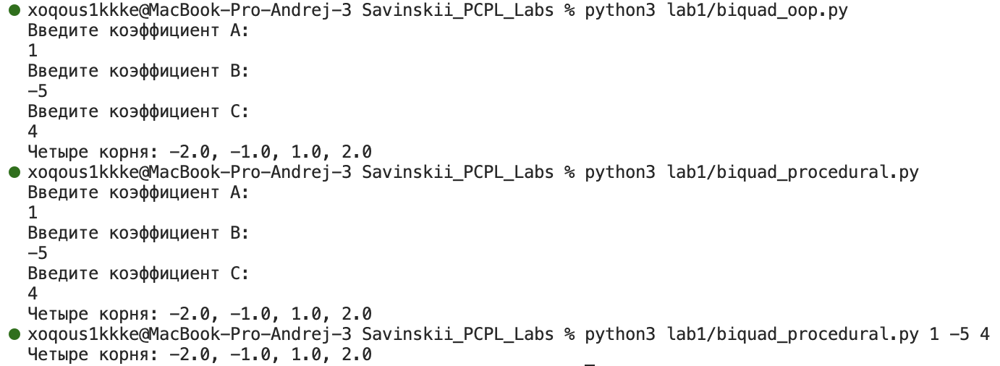 xoqous1kkke@MacBook-Pro-Andrej-3 Savinskii_PCPL_Labs % python3 lab1/biquad_oop.py
Введите коэффициент A:
1
Введите коэффициент B:
-5
Введите коэффициент C:
4
Четыре корня: -2.0, -1.0, 1.0, 2.0
xoqous1kkke@MacBook-Pro-Andrej-3 Savinskii_PCPL_Labs % python3 lab1/biquad_procedural.py
Введите коэффициент A:
1
Введите коэффициент B:
-5
Введите коэффициент C:
4
Четыре корня: -2.0, -1.0, 1.0, 2.0
xoqous1kkke@MacBook-Pro-Andrej-3 Savinskii_PCPL_Labs % python3 lab1/biquad_procedural.py 1 -5 4
Четыре корня: -2.0, -1.0, 1.0, 2.0